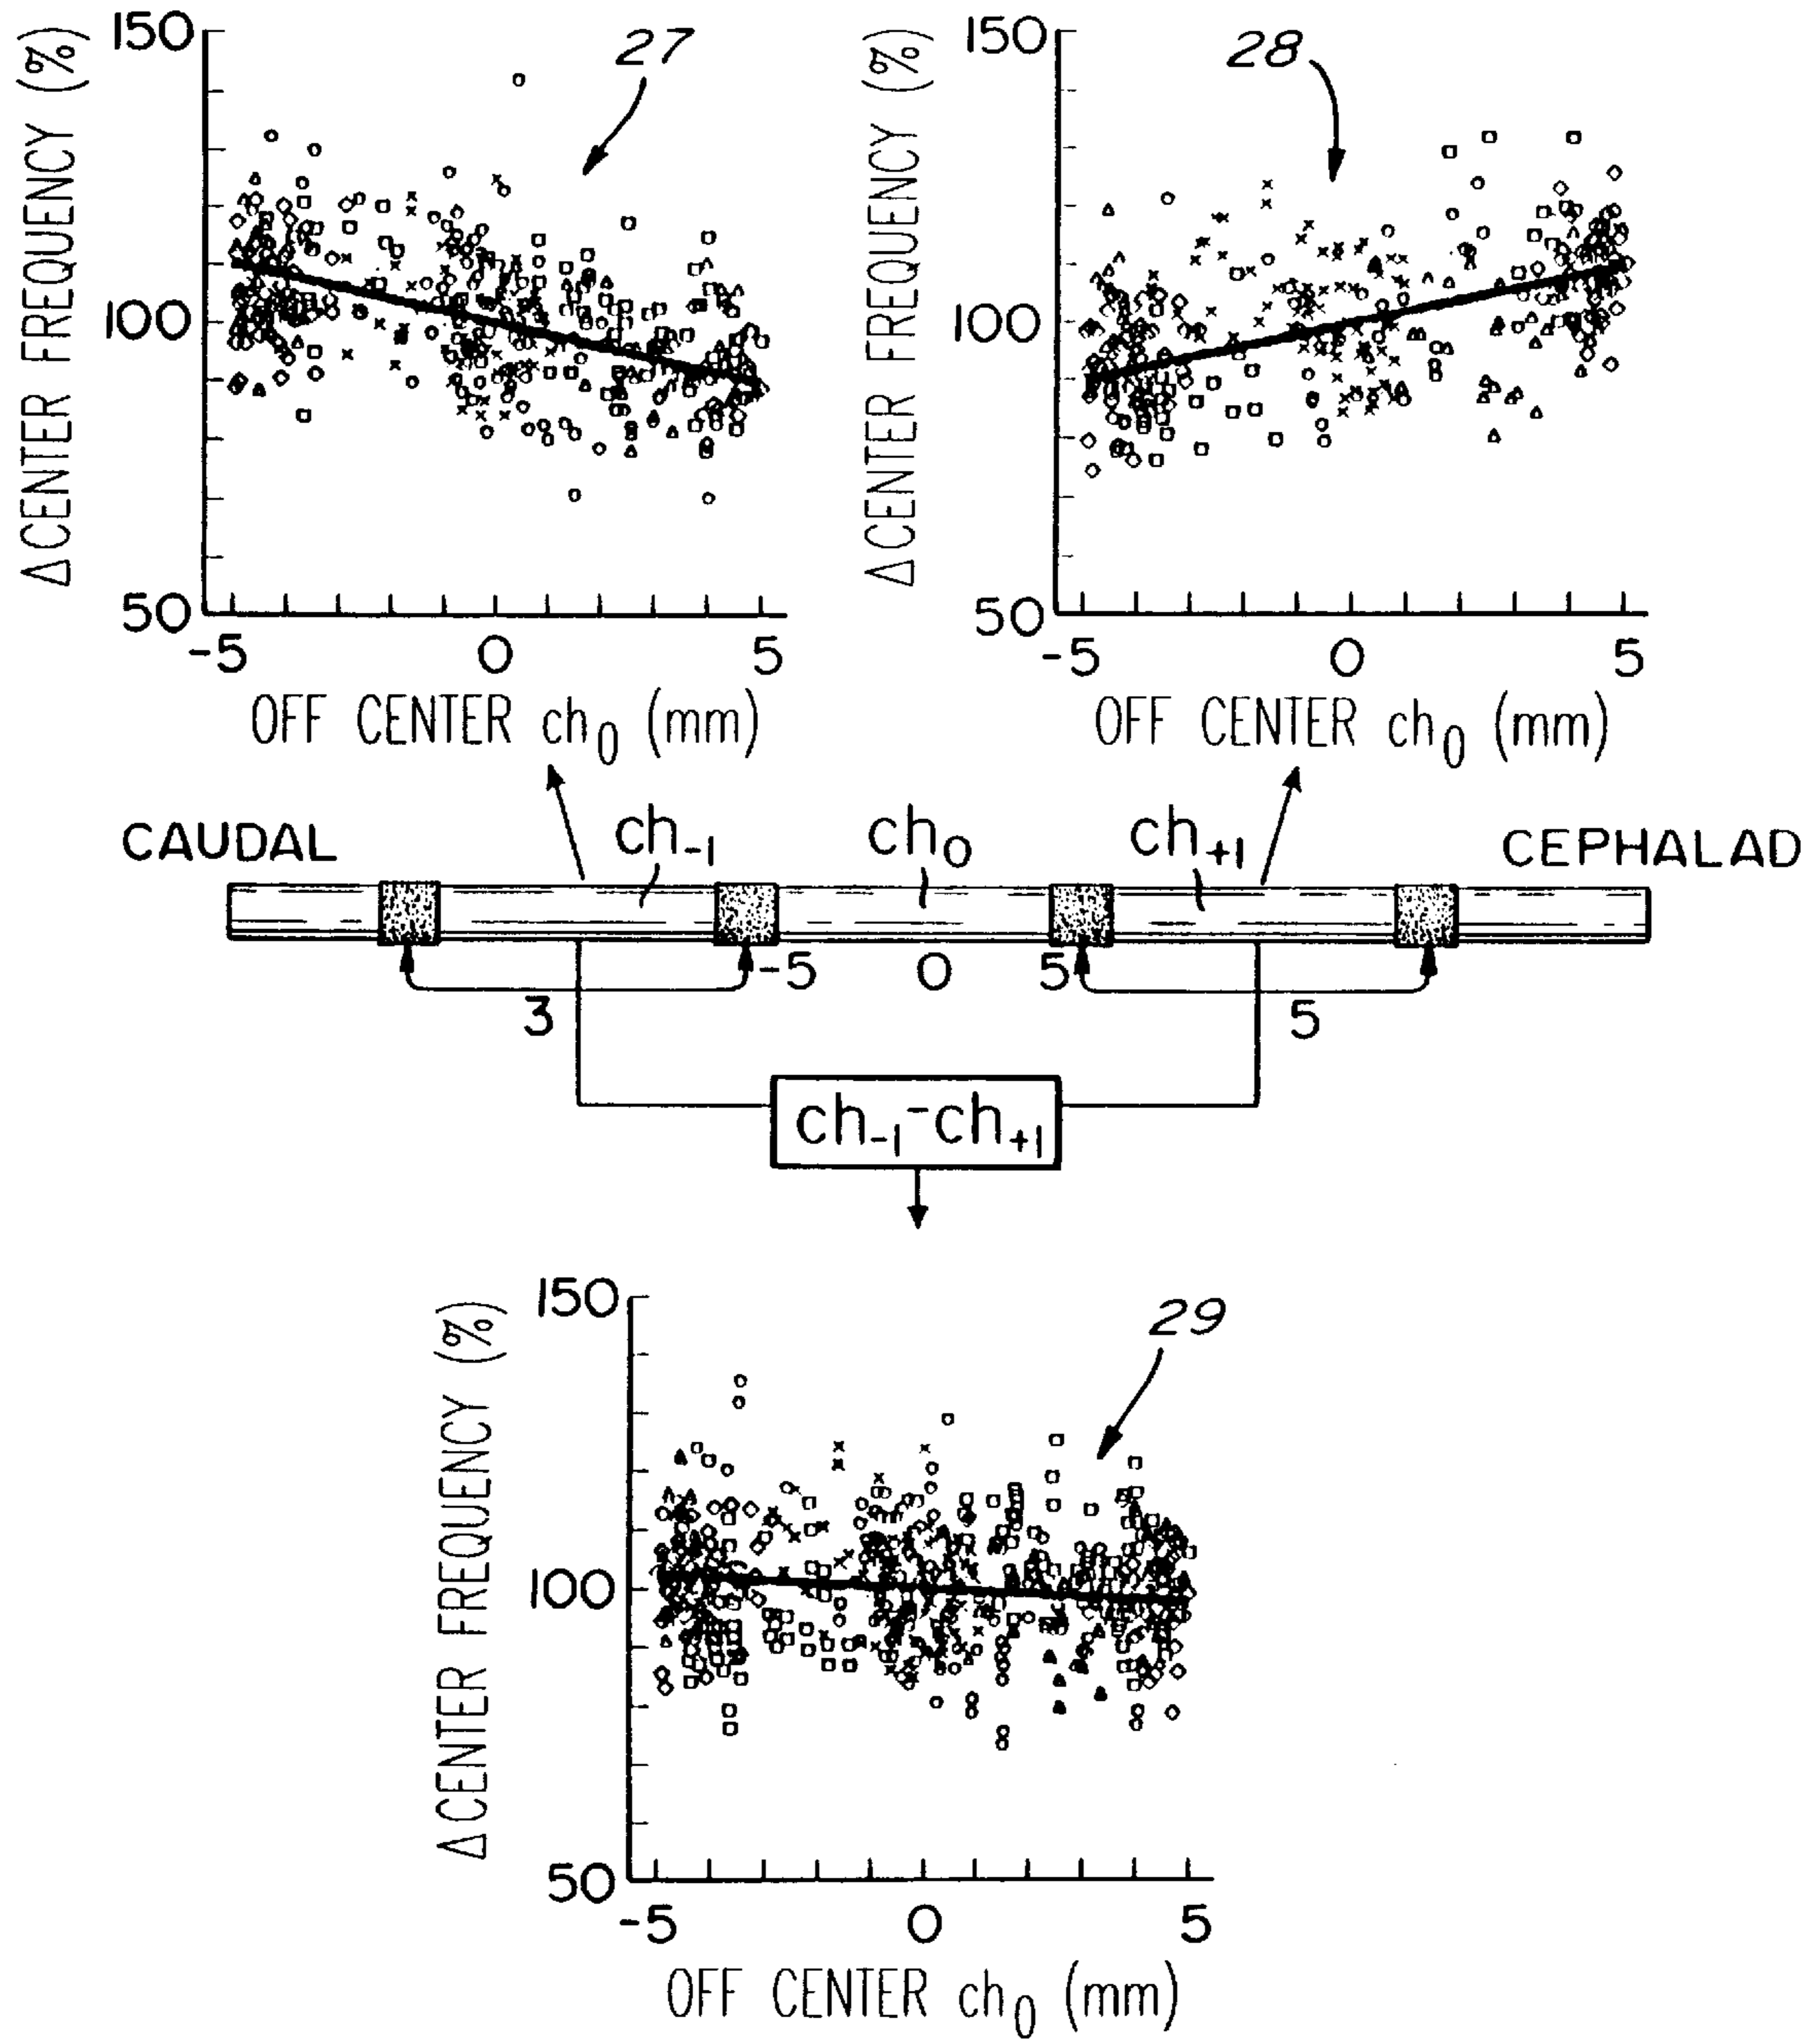 150
100
50
ΔCENTER FREQUENCY (%)
27
-5 0 5
OFF CENTER ch0 (mm)
150
100
50
ΔCENTER FREQUENCY (%)
28
-5 0 5
OFF CENTER ch0 (mm)
CAUDAL
ch-1
ch0
ch+1
CEPHALAD
-5 0 5
3
5
ch-1-ch+1
150
100
50
ΔCENTER FREQUENCY (%)
29
-5 0 5
OFF CENTER ch0 (mm)